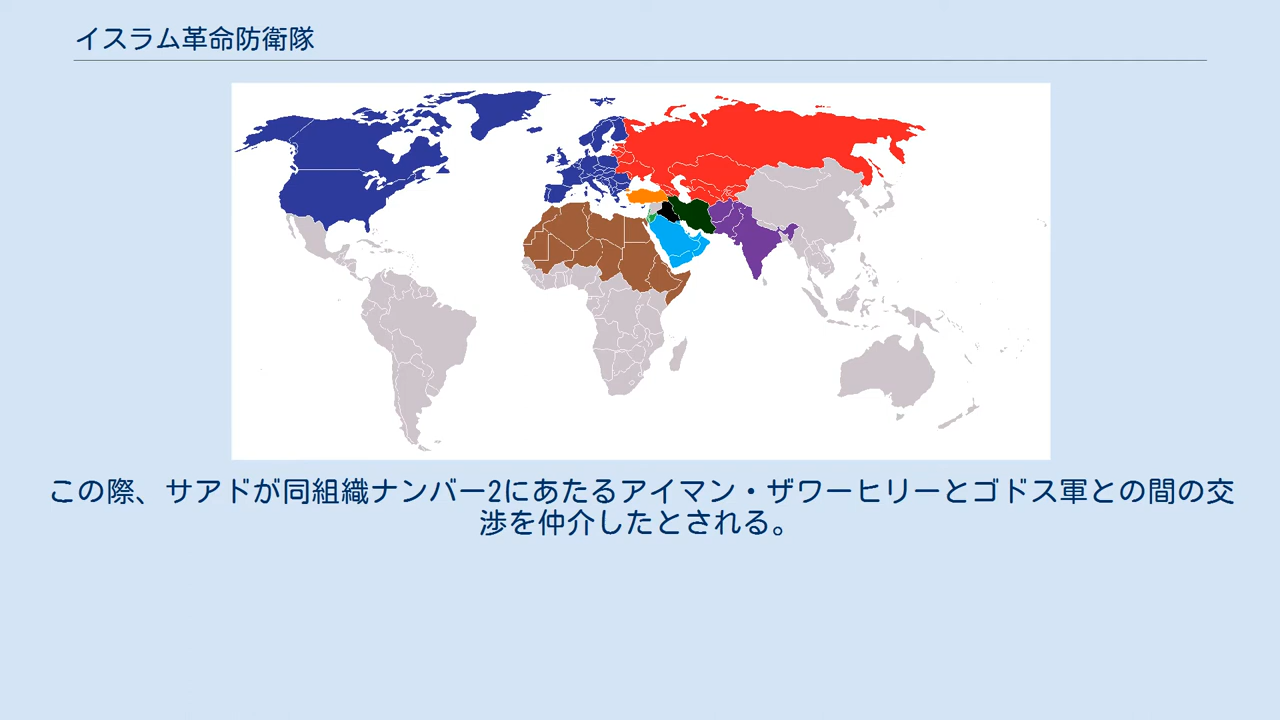 イスラム革命防衛隊
この際、サアドが同組織ナンバー2にあたるアイマン・ザワーヒリーとゴドス軍との間の交
渉を仲介したとされる。